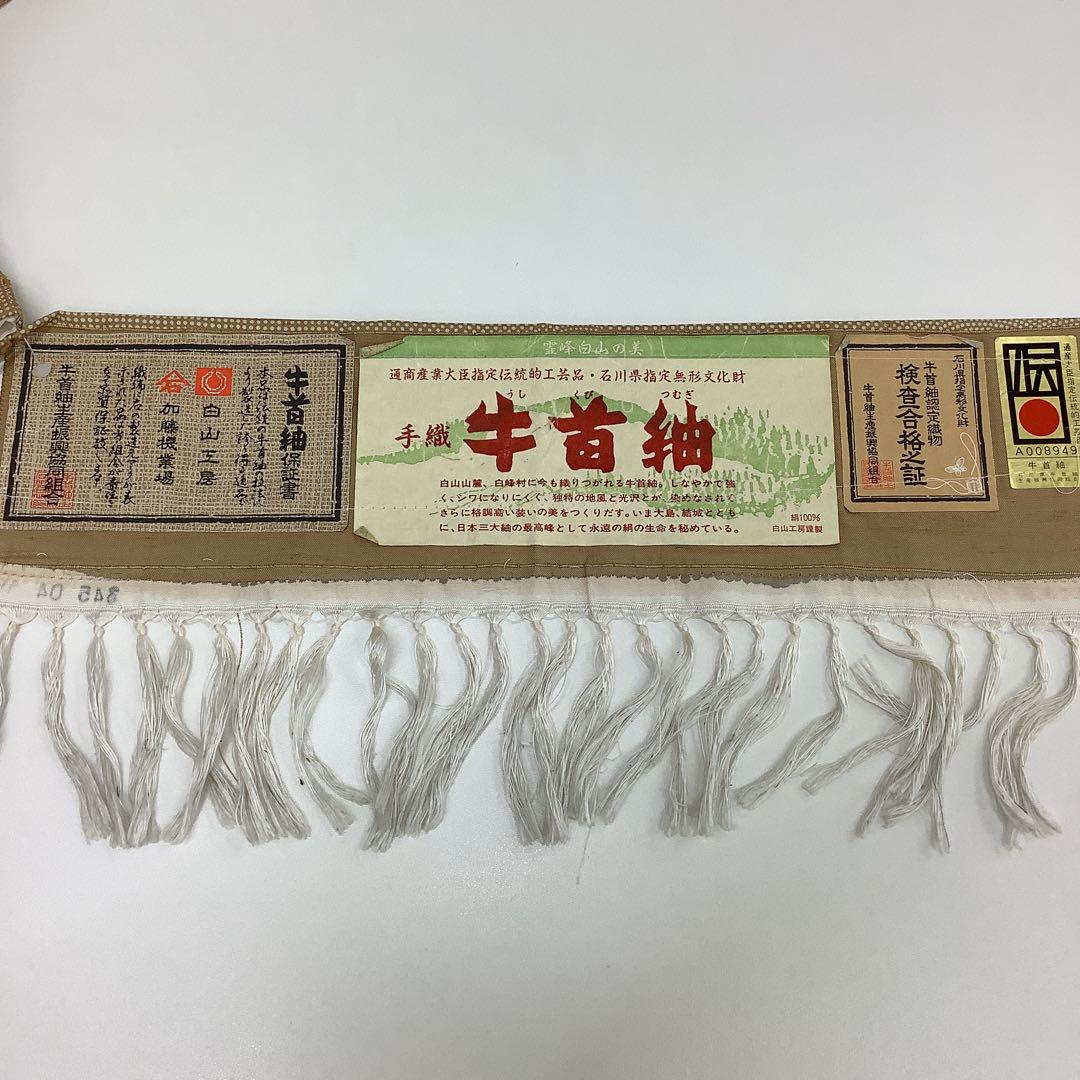 牛首紬保証書
白山工房
加藤機業場
牛首紬生産振興協同組合
霊峰白山の美
通商産業大臣指定伝統的工芸品・石川県指定無形文化財
うし くび つむぎ
手織 牛首紬
白山山麓、白峰村に今も織りつがれる牛首紬。しなやかで強
く、シワになりにくく、独特の地風と光沢とが、染めなされて
さらに格調高い装いの美をつくりだす。いま大島、結城ととも
に、日本三大紬の最高峰として永遠の絹の生命を秘めている。
絹100%
白山工房謹製
石川県指定無形文化財
牛首紬認定織物
検査合格之証
牛首紬生産振興協同組合
通産大臣指定伝統的工芸
A008949
牛首紬
845 04